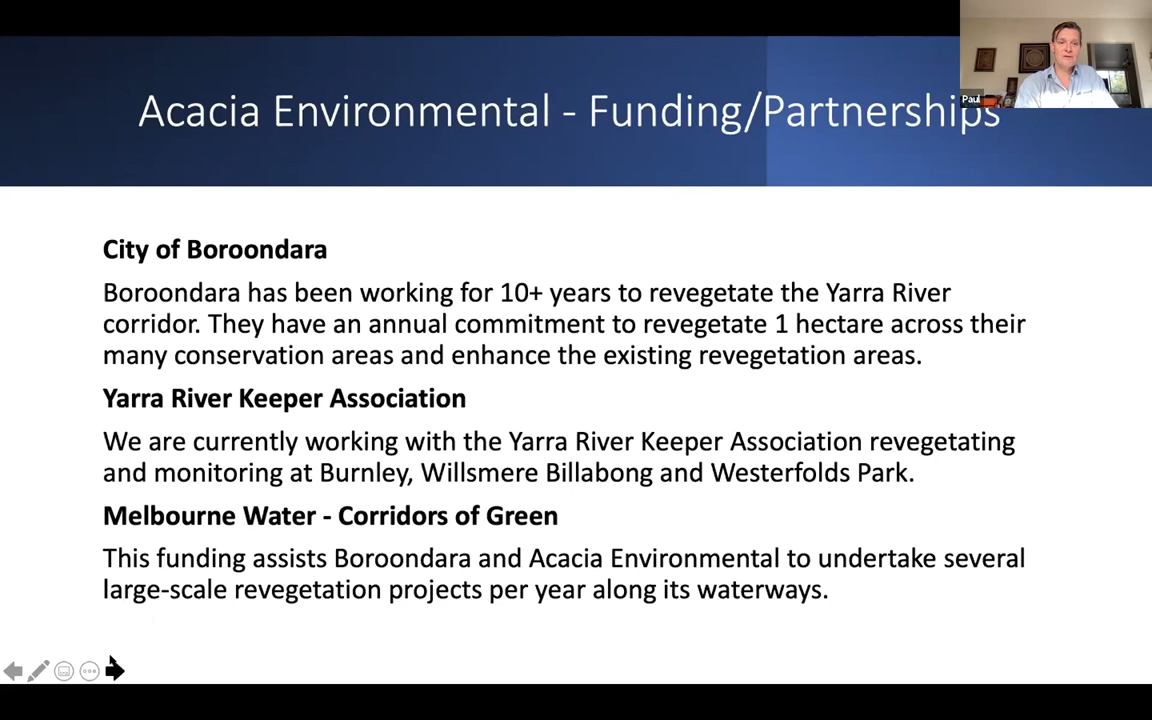 Acacia Environmental - Funding/Partnerships
Paul
City of Boroondara
Boroondara has been working for 10+ years to revegetate the Yarra River
corridor. They have an annual commitment to revegetate 1 hectare across their
many conservation areas and enhance the existing revegetation areas.
Yarra River Keeper Association
We are currently working with the Yarra River Keeper Association revegetating
and monitoring at Burnley, Willsmere Billabong and Westerfolds Park.
Melbourne Water - Corridors of Green
This funding assists Boroondara and Acacia Environmental to undertake several
large-scale revegetation projects per year along its waterways.